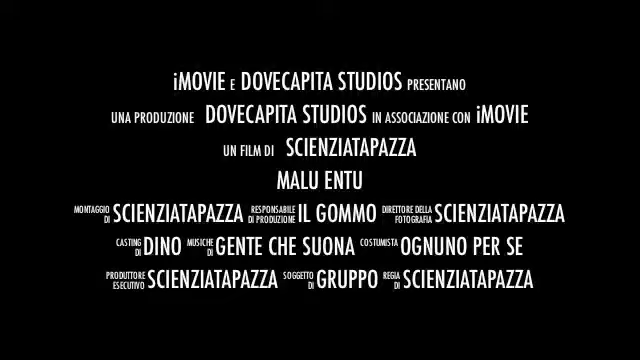 iMOVIE E DOVECAPITA STUDIOS PRESENTANO
UNA PRODUZIONE DOVECAPITA STUDIOS IN ASSOCIAZIONE CON iMOVIE
UN FILM DI SCIENZIATAPAZZA
MALU ENTU
MONTAGGIO DI SCIENZIATAPAZZA RESPONSABILE DI PRODUZIONE IL GOMMO DIRETTORE DELLA FOTOGRAFIA SCIENZIATAPAZZA
CASTING DI DINO MUSICHE DI GENTE CHE SUONA COSTUMISTA OGNUNO PER SE
PRODUTTORE ESECUTIVO SCIENZIATAPAZZA SOGGETTO DI GRUPPO REGIA DI SCIENZIATAPAZZA